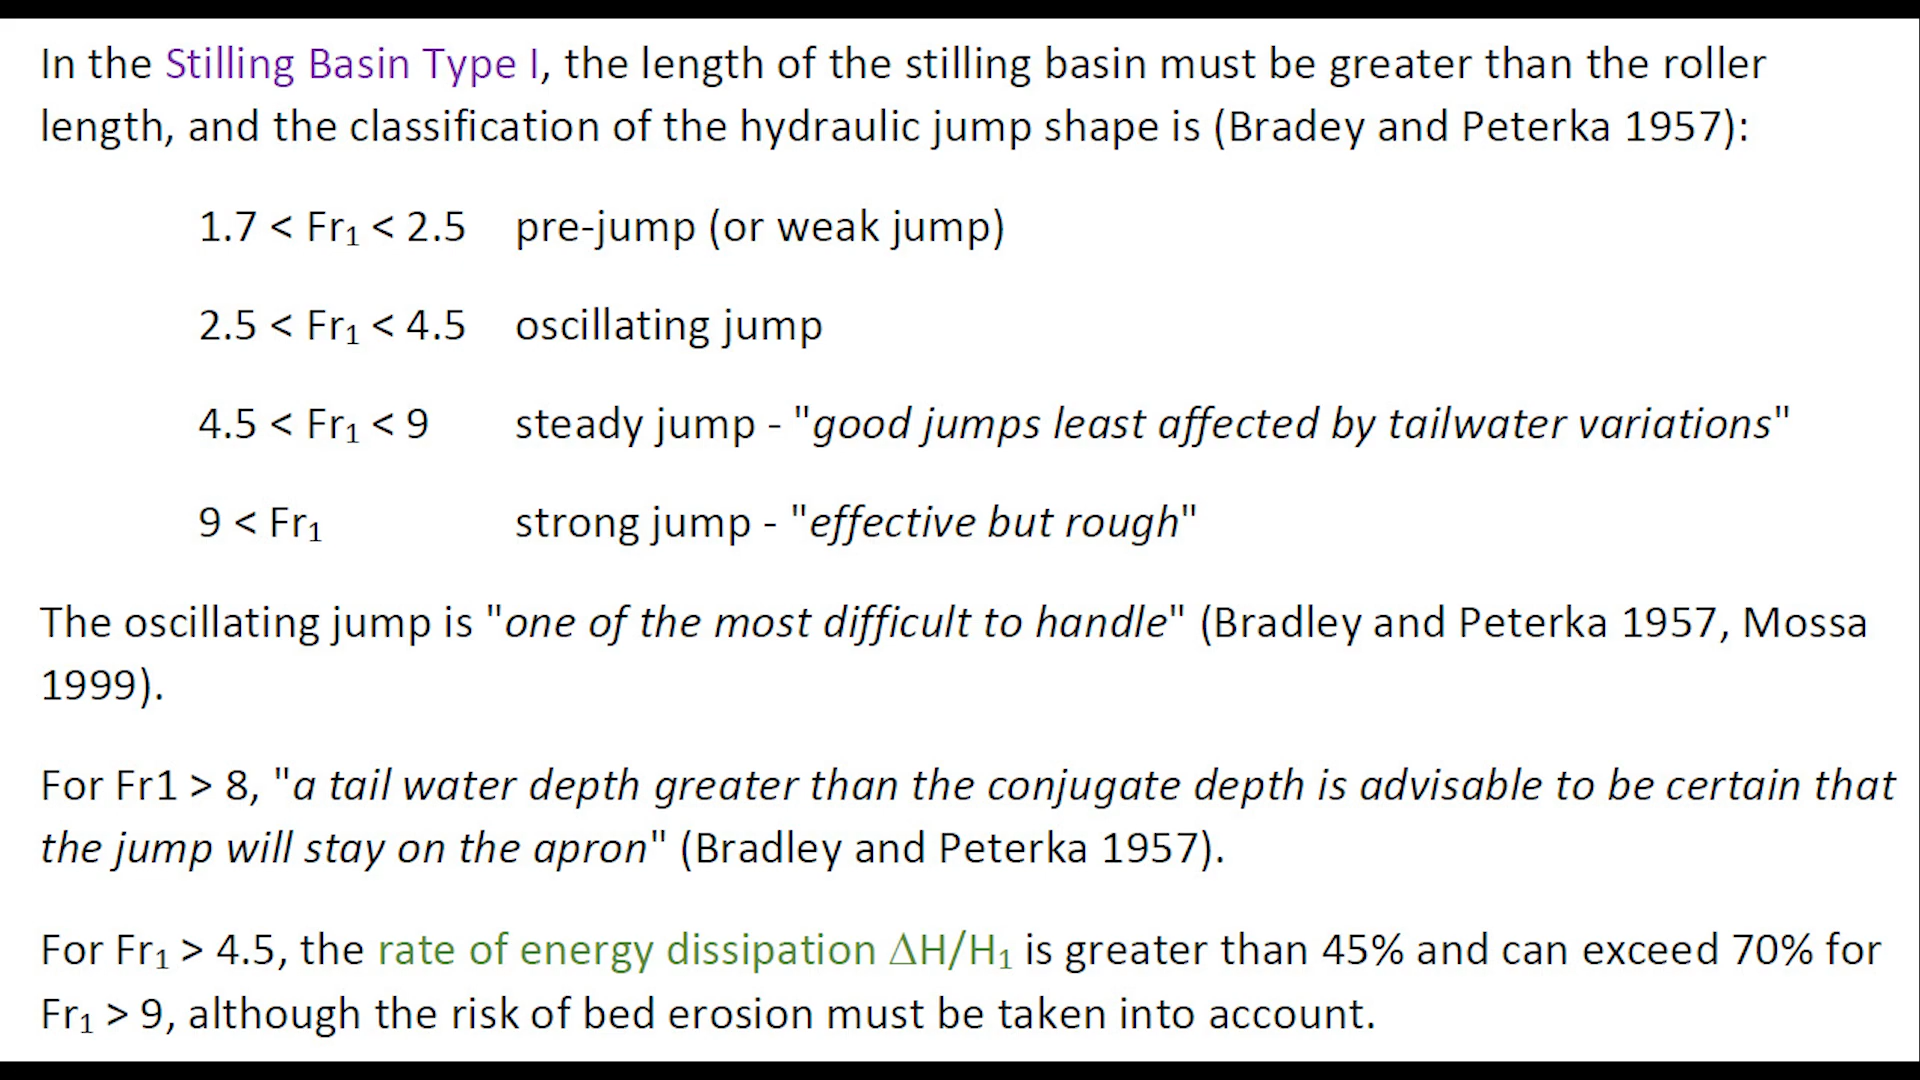 In the Stilling Basin Type I, the length of the stilling basin must be greater than the roller
length, and the classification of the hydraulic jump shape is (Bradey and Peterka 1957):
1.7 < Fr₁ < 2.5 pre-jump (or weak jump)
2.5 < Fr₁ < 4.5 oscillating jump
4.5 < Fr₁ < 9 steady jump - "good jumps least affected by tailwater variations"
9 < Fr₁ strong jump - "effective but rough"
The oscillating jump is "one of the most difficult to handle" (Bradley and Peterka 1957, Mossa
1999).
For Fr1 > 8, "a tail water depth greater than the conjugate depth is advisable to be certain that
the jump will stay on the apron" (Bradley and Peterka 1957).
For Fr₁ > 4.5, the rate of energy dissipation ΔH/H₁ is greater than 45% and can exceed 70% for
Fr₁ > 9, although the risk of bed erosion must be taken into account.